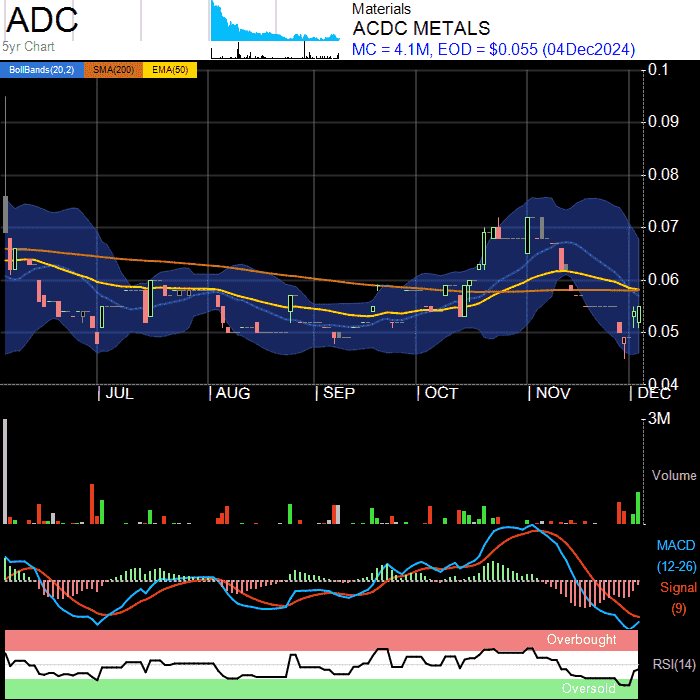 ADC
5yr Chart
Materials
ACDC METALS
MC = 4.1M, EOD = $0.055 (04Dec2024)
BollBands(20,2) SMA(200) EMA(50)
0.1
0.09
0.08
0.07
0.06
0.05
0.04
JUL AUG SEP OCT NOV DEC
3M
Volume
MACD
(12-26)
Signal
(9)
Overbought
RSI(14)
Oversold